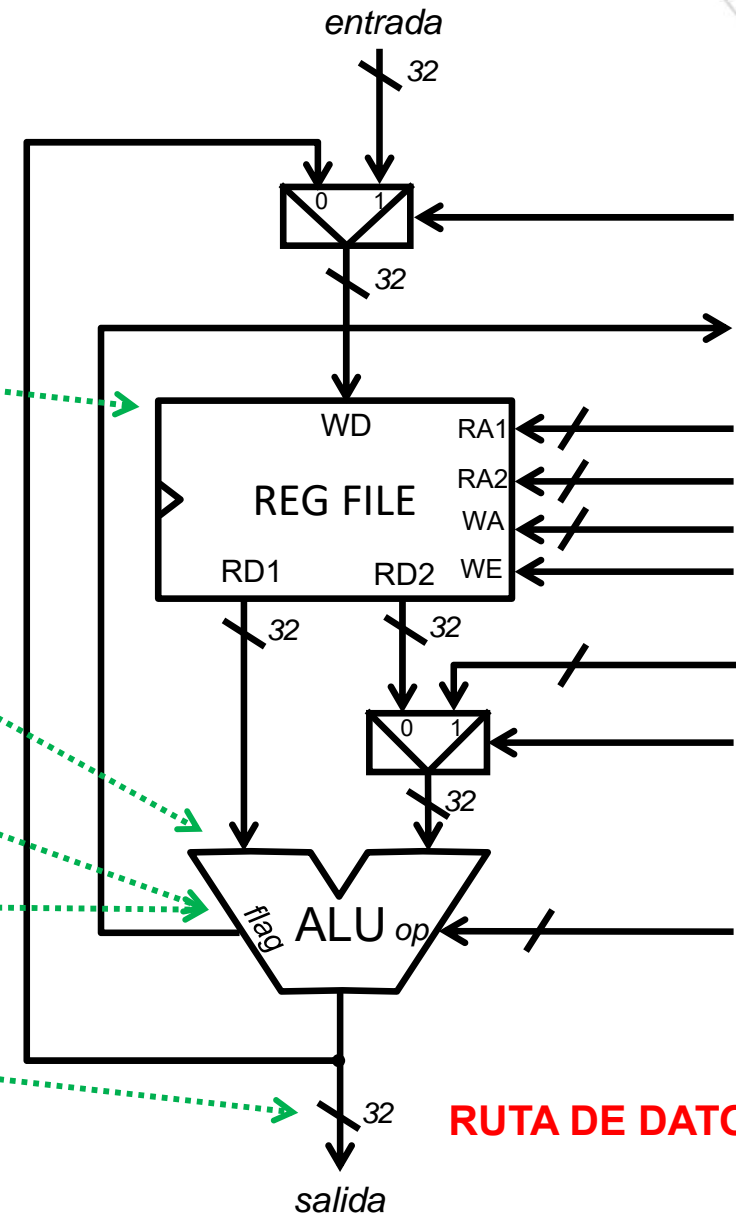 entrada
32
0 1
32
WD
RA1
RA2
REG FILE
WA
RD1
RD2
WE
32
32
0 1
32
flag
ALU
op
32
RUTA DE DATO
salida